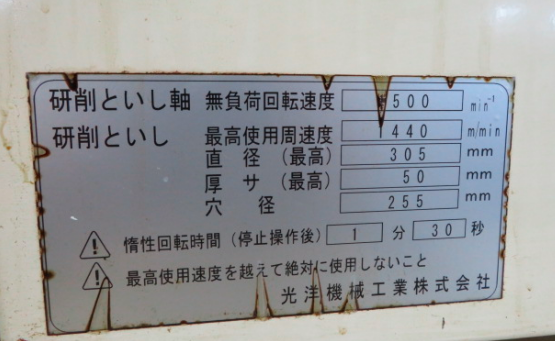 研削といし軸 無負荷回転速度 500 min⁻¹
研削といし 最高使用周速度 440 m/min
直径(最高) 305 mm
厚サ(最高) 50 mm
穴径 255 mm
惰性回転時間(停止操作後) 1 分 30 秒
最高使用速度を越えて絶対に使用しないこと
光洋機械工業株式会社